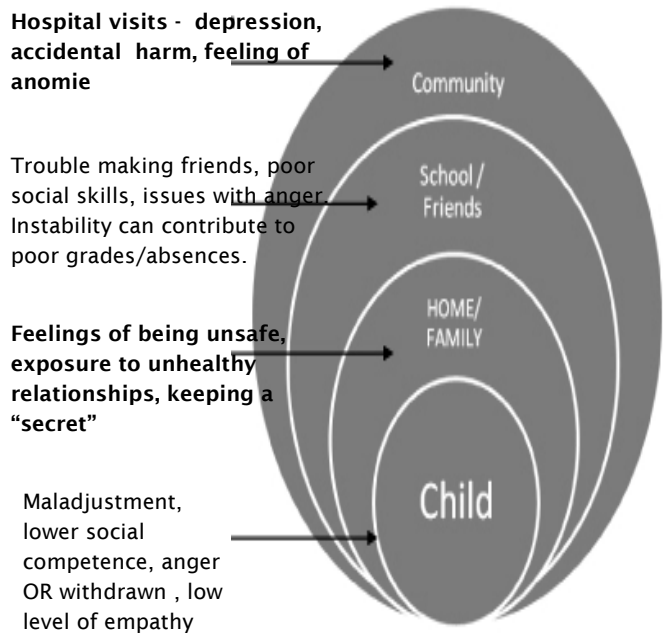 Hospital visits - depression,
accidental harm, feeling of
anomie
Community
Trouble making friends, poor
social skills, issues with anger.
Instability can contribute to
poor grades/absences.
School /
Friends
Feelings of being unsafe,
exposure to unhealthy
relationships, keeping a
“secret”
HOME/
FAMILY
Maladjustment,
lower social
competence, anger
OR withdrawn , low
level of empathy
Child